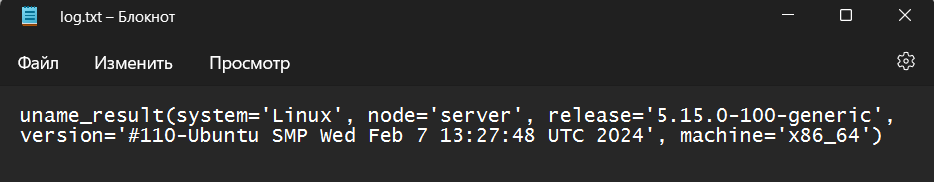 log.txt – Блокнот
Файл Изменить Просмотр
uname_result(system='Linux', node='server', release='5.15.0-100-generic',
version='#110-Ubuntu SMP Wed Feb 7 13:27:48 UTC 2024', machine='x86_64')